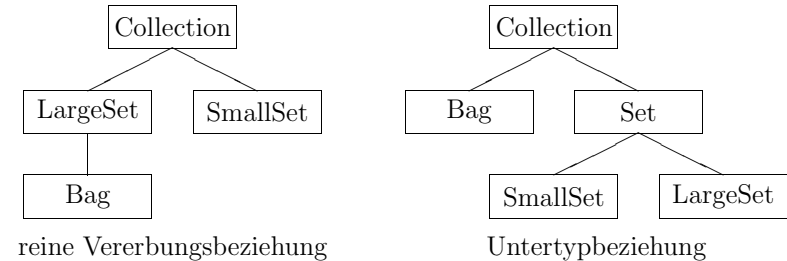 Collection
LargeSet
SmallSet
Bag
reine Vererbungsbeziehung
Collection
Bag
Set
SmallSet
LargeSet
Untertypbeziehung